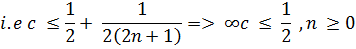 i.e c ≤ 1/2 + 1/(2(2n + 1)) => ∞c ≤ 1/2 , n ≥ 0